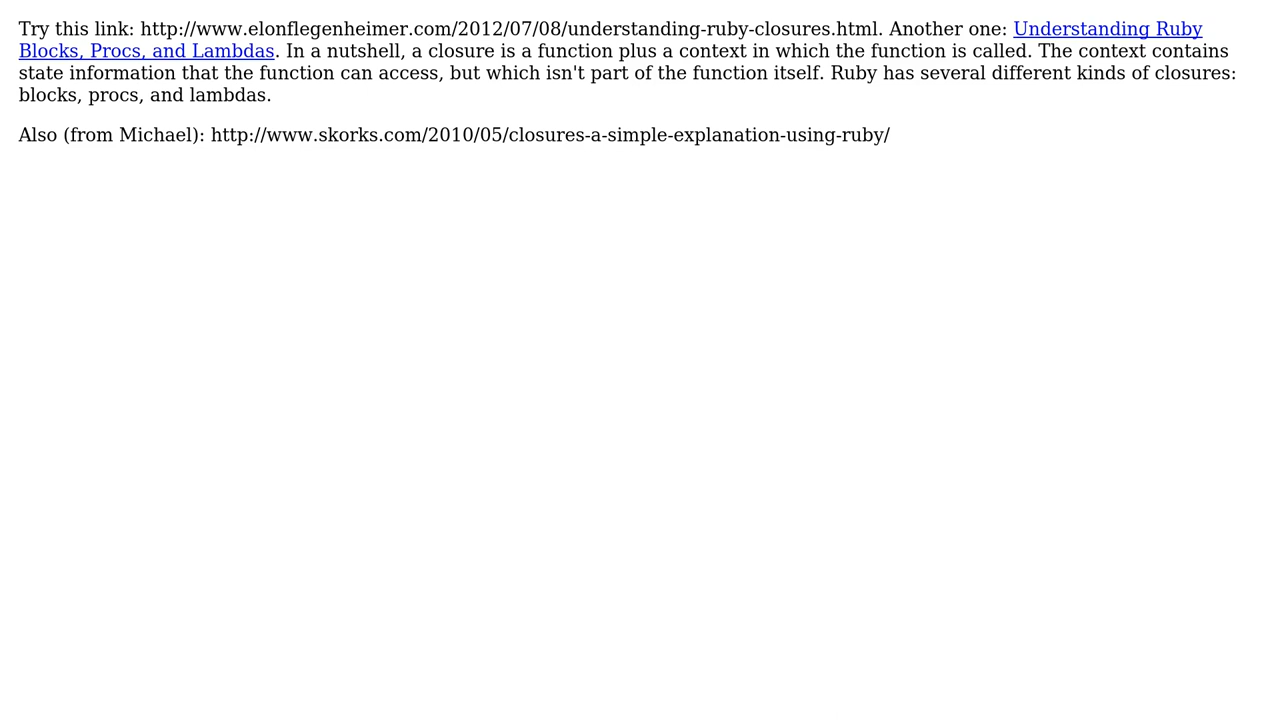 Try this link: http://www.elonflegenheimer.com/2012/07/08/understanding-ruby-closures.html. Another one: Understanding Ruby
Blocks, Procs, and Lambdas. In a nutshell, a closure is a function plus a context in which the function is called. The context contains
state information that the function can access, but which isn't part of the function itself. Ruby has several different kinds of closures:
blocks, procs, and lambdas.
Also (from Michael): http://www.skorks.com/2010/05/closures-a-simple-explanation-using-ruby/